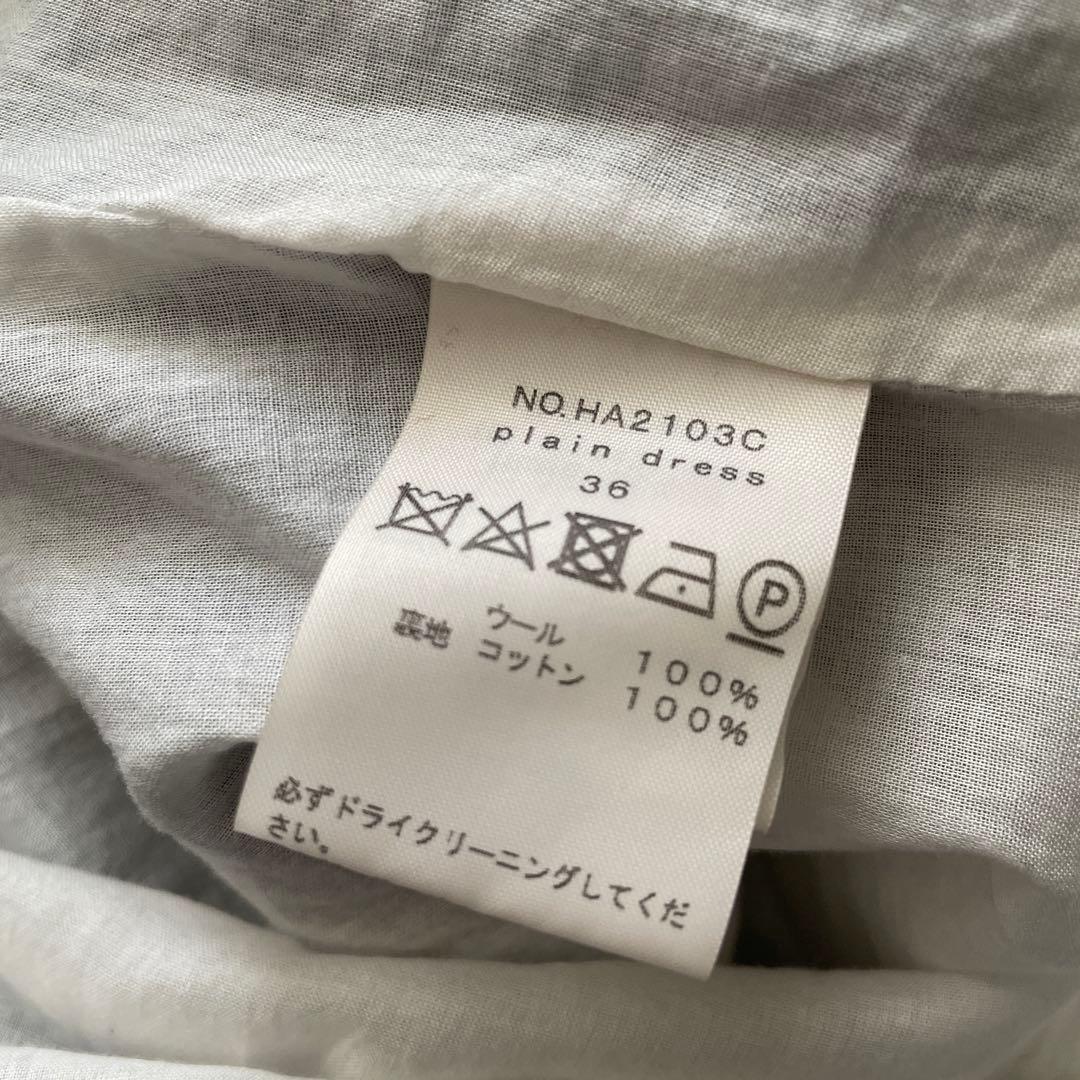 NO.HA2103C
plain dress
36
P
ウール 100%
裏地 コットン 100%
必ずドライクリーニングしてくだ
さい。